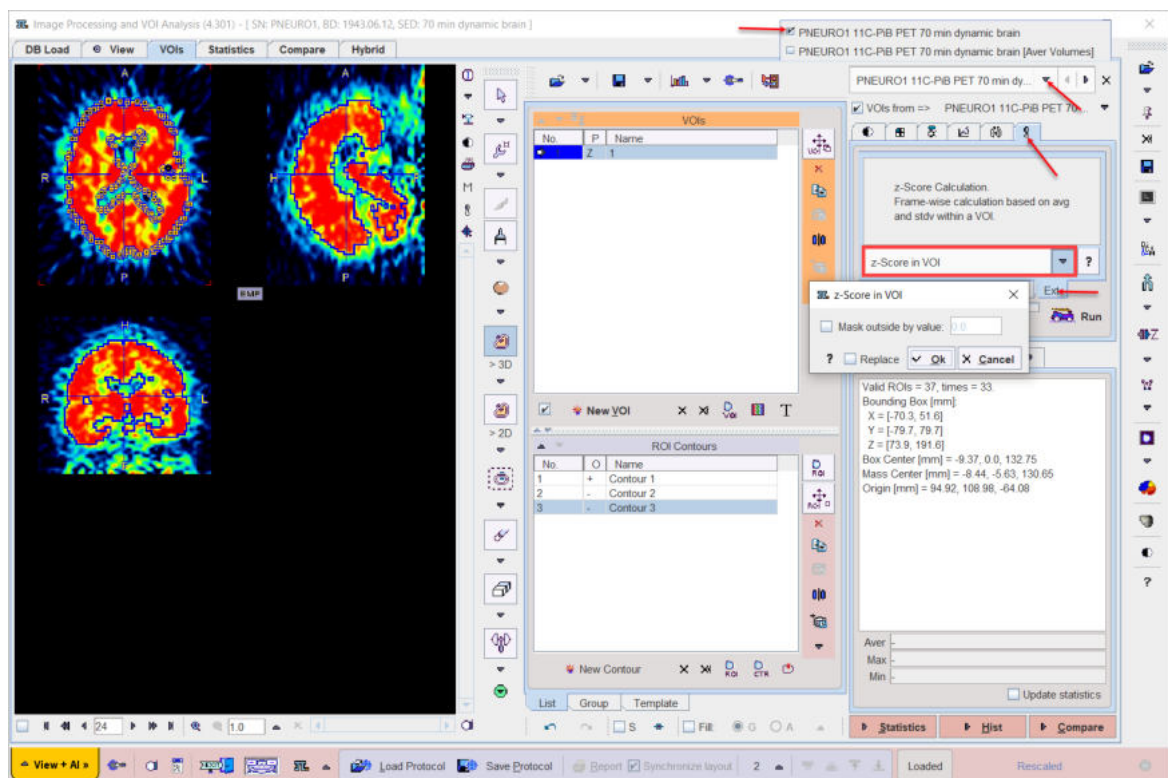 Image Processing and VOI Analysis (4.301) - [ SN: PNEURO1, BD: 1943.06.12, SED: 70 min dynamic brain ]
PNEURO1 11C-PiB PET 70 min dynamic brain
PNEURO1 11C-PiB PET 70 min dynamic brain [Aver Volumes]
DB Load
View
VOIs
Statistics
Compare
Hybrid
PNEURO1 11C-PiB PET 70 min dy...
VOIs from => PNEURO1 11C-PiB PET 70...
A
R
L
P
A
H
P
H
F
BMP
M
> 3D
> 2D
VOIs
No. P Name
Z 1
VOI
New VOI
VOI
T
ROI Contours
No. O Name
1 + Contour 1
2 - Contour 2
3 - Contour 3
ROI
ROI
New Contour
ROI
CTR
List
Group
Template
z-Score Calculation.
Frame-wise calculation based on avg
and stdv within a VOI.
z-Score in VOI
?
Ext
Run
z-Score in VOI
Mask outside by value: 0.0
?
Replace
Ok
Cancel
Valid ROIs = 37, times = 33.
Bounding Box [mm]:
X = [-70.3, 51.6]
Y = [-79.7, 79.7]
Z = [73.9, 191.6]
Box Center [mm] = -9.37, 0.0, 132.75
Mass Center [mm] = -8.44, -5.63, 130.65
Origin [mm] = 94.92, 108.98, -64.08
Aver -
Max -
Min -
Update statistics
24
1.0
S
Fill:
G
O A
Statistics
Hist
Compare
?
View + AI »
Load Protocol
Save Protocol
Report
Synchronize layout
2
Loaded
Rescaled